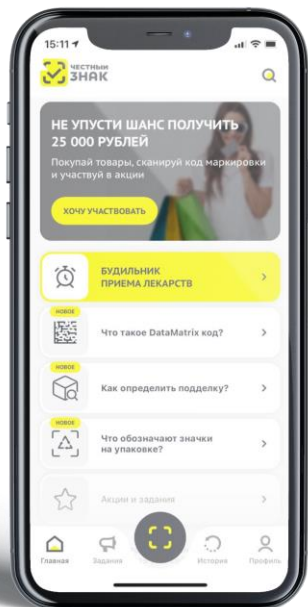 15:11
ЧЕСТНЫЙ
ЗНАК
НЕ УПУСТИ ШАНС ПОЛУЧИТЬ
25 000 РУБЛЕЙ
Покупай товары, сканируй код маркировки
и участвуй в акции
ХОЧУ УЧАСТВОВАТЬ
БУДИЛЬНИК
ПРИЕМА ЛЕКАРСТВ
НОВОЕ
Что такое DataMatrix код?
НОВОЕ
Как определить подделку?
НОВОЕ
Что обозначают значки
на упаковке?
Акции и задания
Главная
Задания
История
Профиль